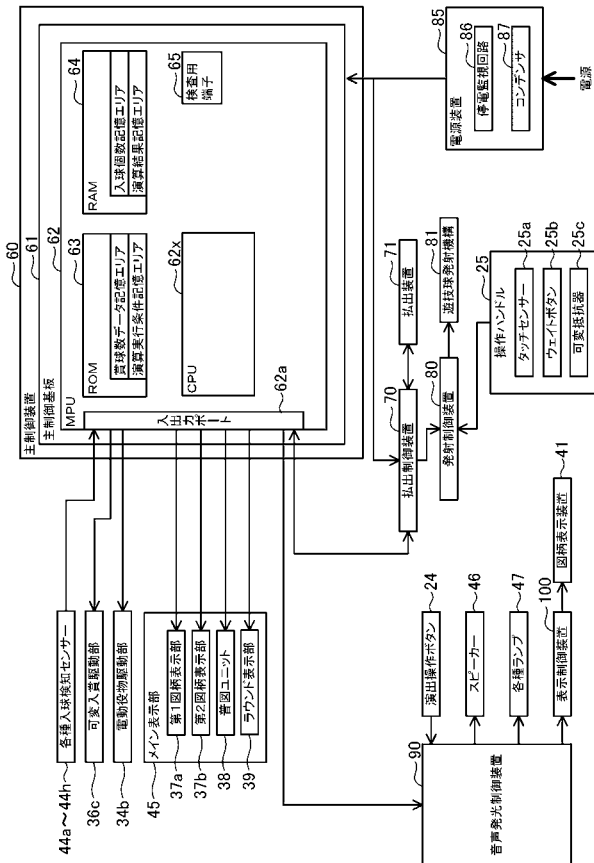 60
主制御装置
61
主制御基板
62
MPU
63
ROM
賞球数データ記憶エリア
演算実行条件記憶エリア
64
RAM
入球個数記憶エリア
演算結果記憶エリア
62x
CPU
65
検査用
端子
62a
入出力ポート
44a～44h
各種入球検知センサー
36c
可変入賞駆動部
34b
電動役物駆動部
45
メイン表示部
37a
第1図柄表示部
37b
第2図柄表示部
38
音図ユニット
39
ラウンド表示部
70
払出制御装置
71
払出装置
80
発射制御装置
81
遊技球発射機構
25
操作ハンドル
タッチセンサー
25a
ウェイトボタン
25b
可変抵抗器
25c
85
電源装置
停電監視回路
86
コンデンサ
87
電源
90
音声発光制御装置
24
演出操作ボタン
46
スピーカー
47
各種ランプ
100
表示制御装置
41
図柄表示装置